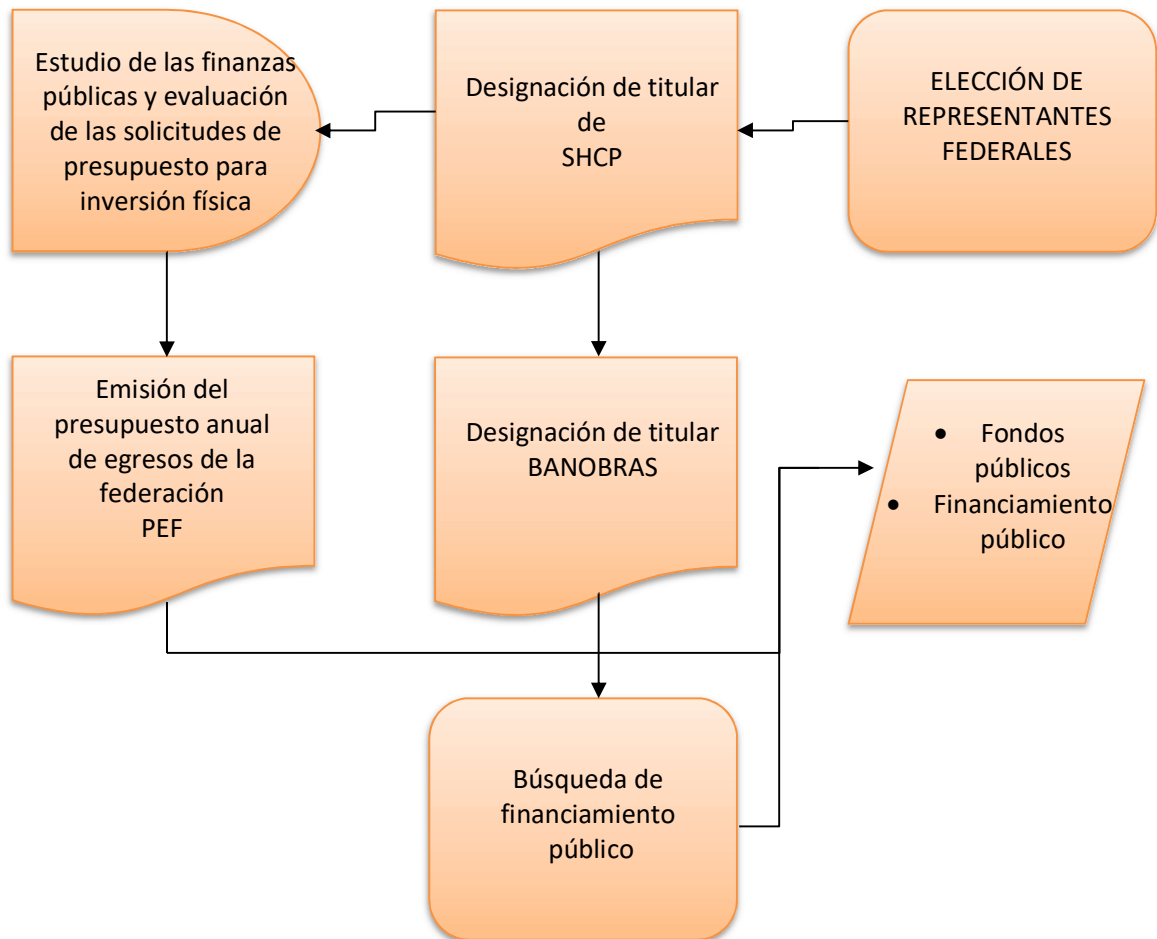 Estudio de las finanzas
públicas y evaluación
de las solicitudes de
presupuesto para
inversión física
Designación de titular
de
SHCP
ELECCIÓN DE
REPRESENTANTES
FEDERALES
Emisión del
presupuesto anual
de egresos de la
federación
PEF
Designación de titular
BANOBRAS
• Fondos
públicos
• Financiamiento
público
Búsqueda de
financiamiento
público